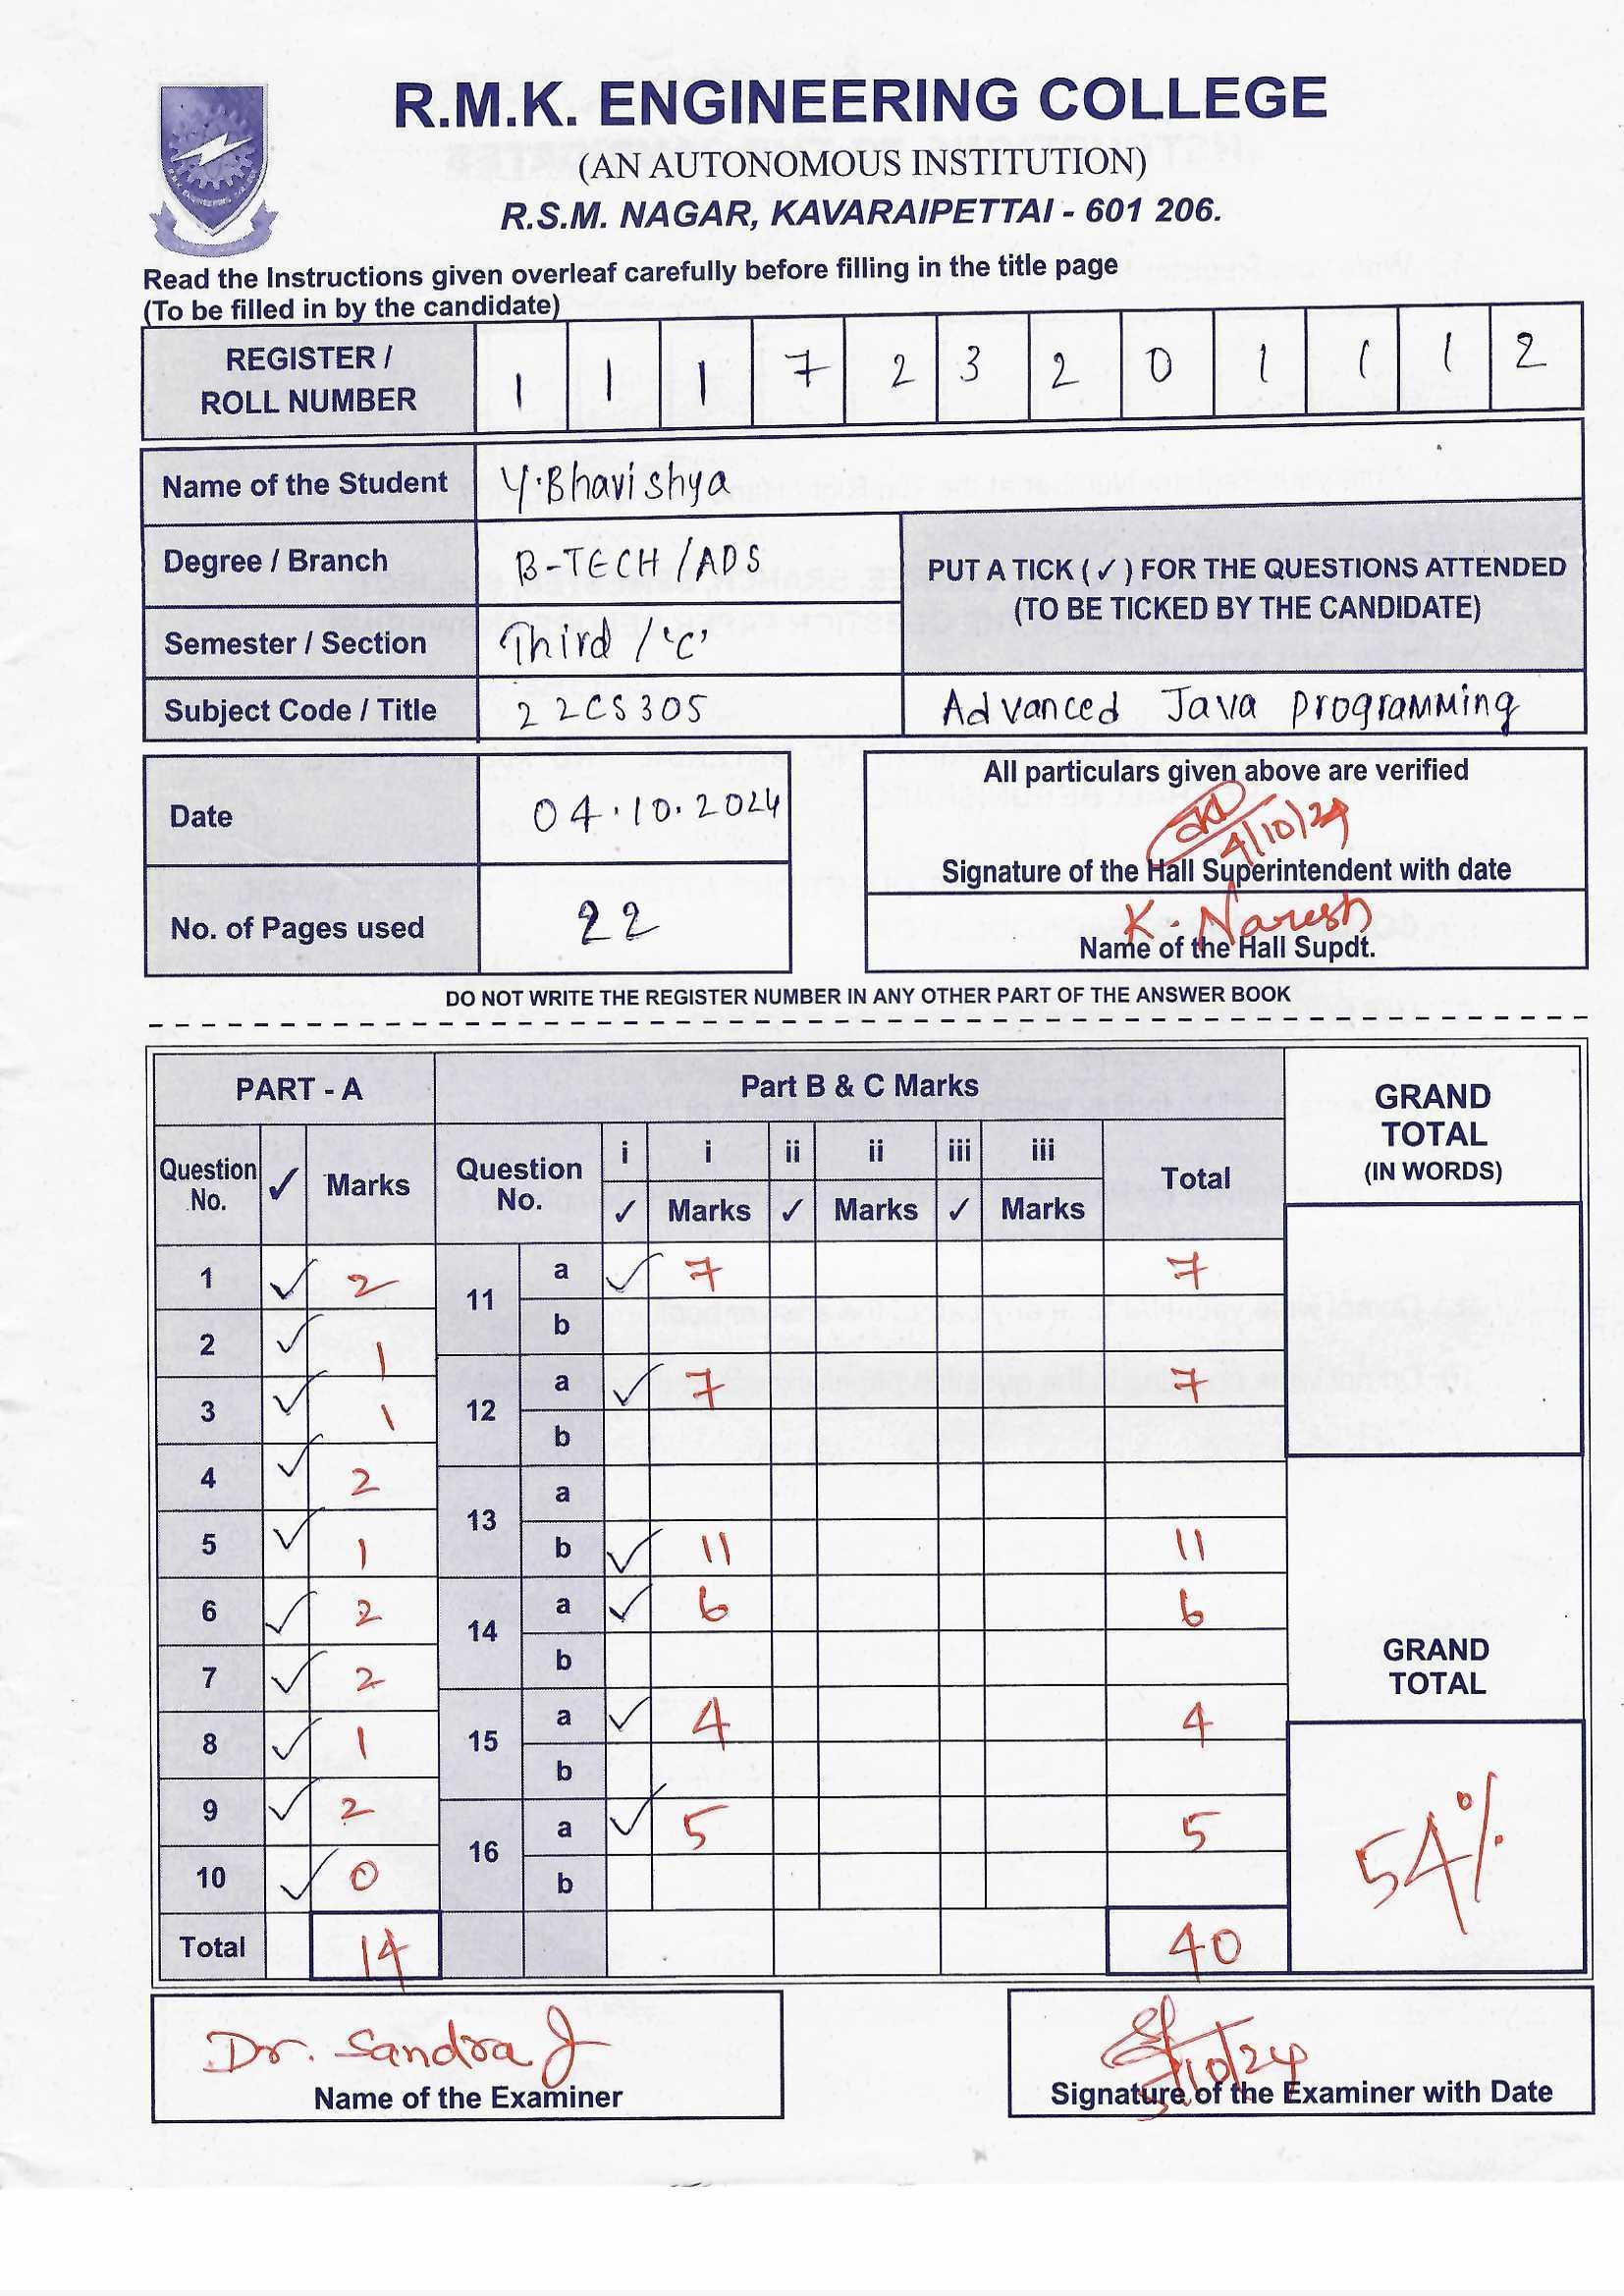 R.M.K. ENGINEERING COLLEGE
(AN AUTONOMOUS INSTITUTION)
R.S.M. NAGAR, KAVARAIPETTAI - 601 206.
Read the Instructions given overleaf carefully before filling in the title page
(To be filled in by the candidate)
REGISTER / ROLL NUMBER 1 1 1 7 2 3 2 0 1 1 1 2
Name of the Student Y.Bhavishya
Degree / Branch B-TECH/ADS
PUT A TICK (✓) FOR THE QUESTIONS ATTENDED
(TO BE TICKED BY THE CANDIDATE)
Semester / Section Third / 'C'
Subject Code / Title 22CS305 Advanced Java Programming
Date 04.10.2024
All particulars given above are verified
4/10/24
Signature of the Hall Superintendent with date
No. of Pages used 22
K. Naresh
Name of the Hall Supdt.
DO NOT WRITE THE REGISTER NUMBER IN ANY OTHER PART OF THE ANSWER BOOK
PART - A Part B & C Marks GRAND TOTAL (IN WORDS)
Question No. ✓ Marks Question No. i ✓ i Marks ii ✓ ii Marks iii ✓ iii Marks Total
1 ✓ 2
2 ✓ 1
3 ✓ 1
4 ✓ 2
5 ✓ 1
6 ✓ 2
7 ✓ 2
8 ✓ 1
9 ✓ 2
10 ✓ 0
Total 14
11 a ✓ 7 7
b
12 a ✓ 7 7
b
13 a
b ✓ 11 11
14 a ✓ 6 6
b
15 a ✓ 4 4
b
16 a ✓ 5 5
b
40
GRAND TOTAL
54%
Dr. Sandra J
Name of the Examiner
Signature of the Examiner with Date